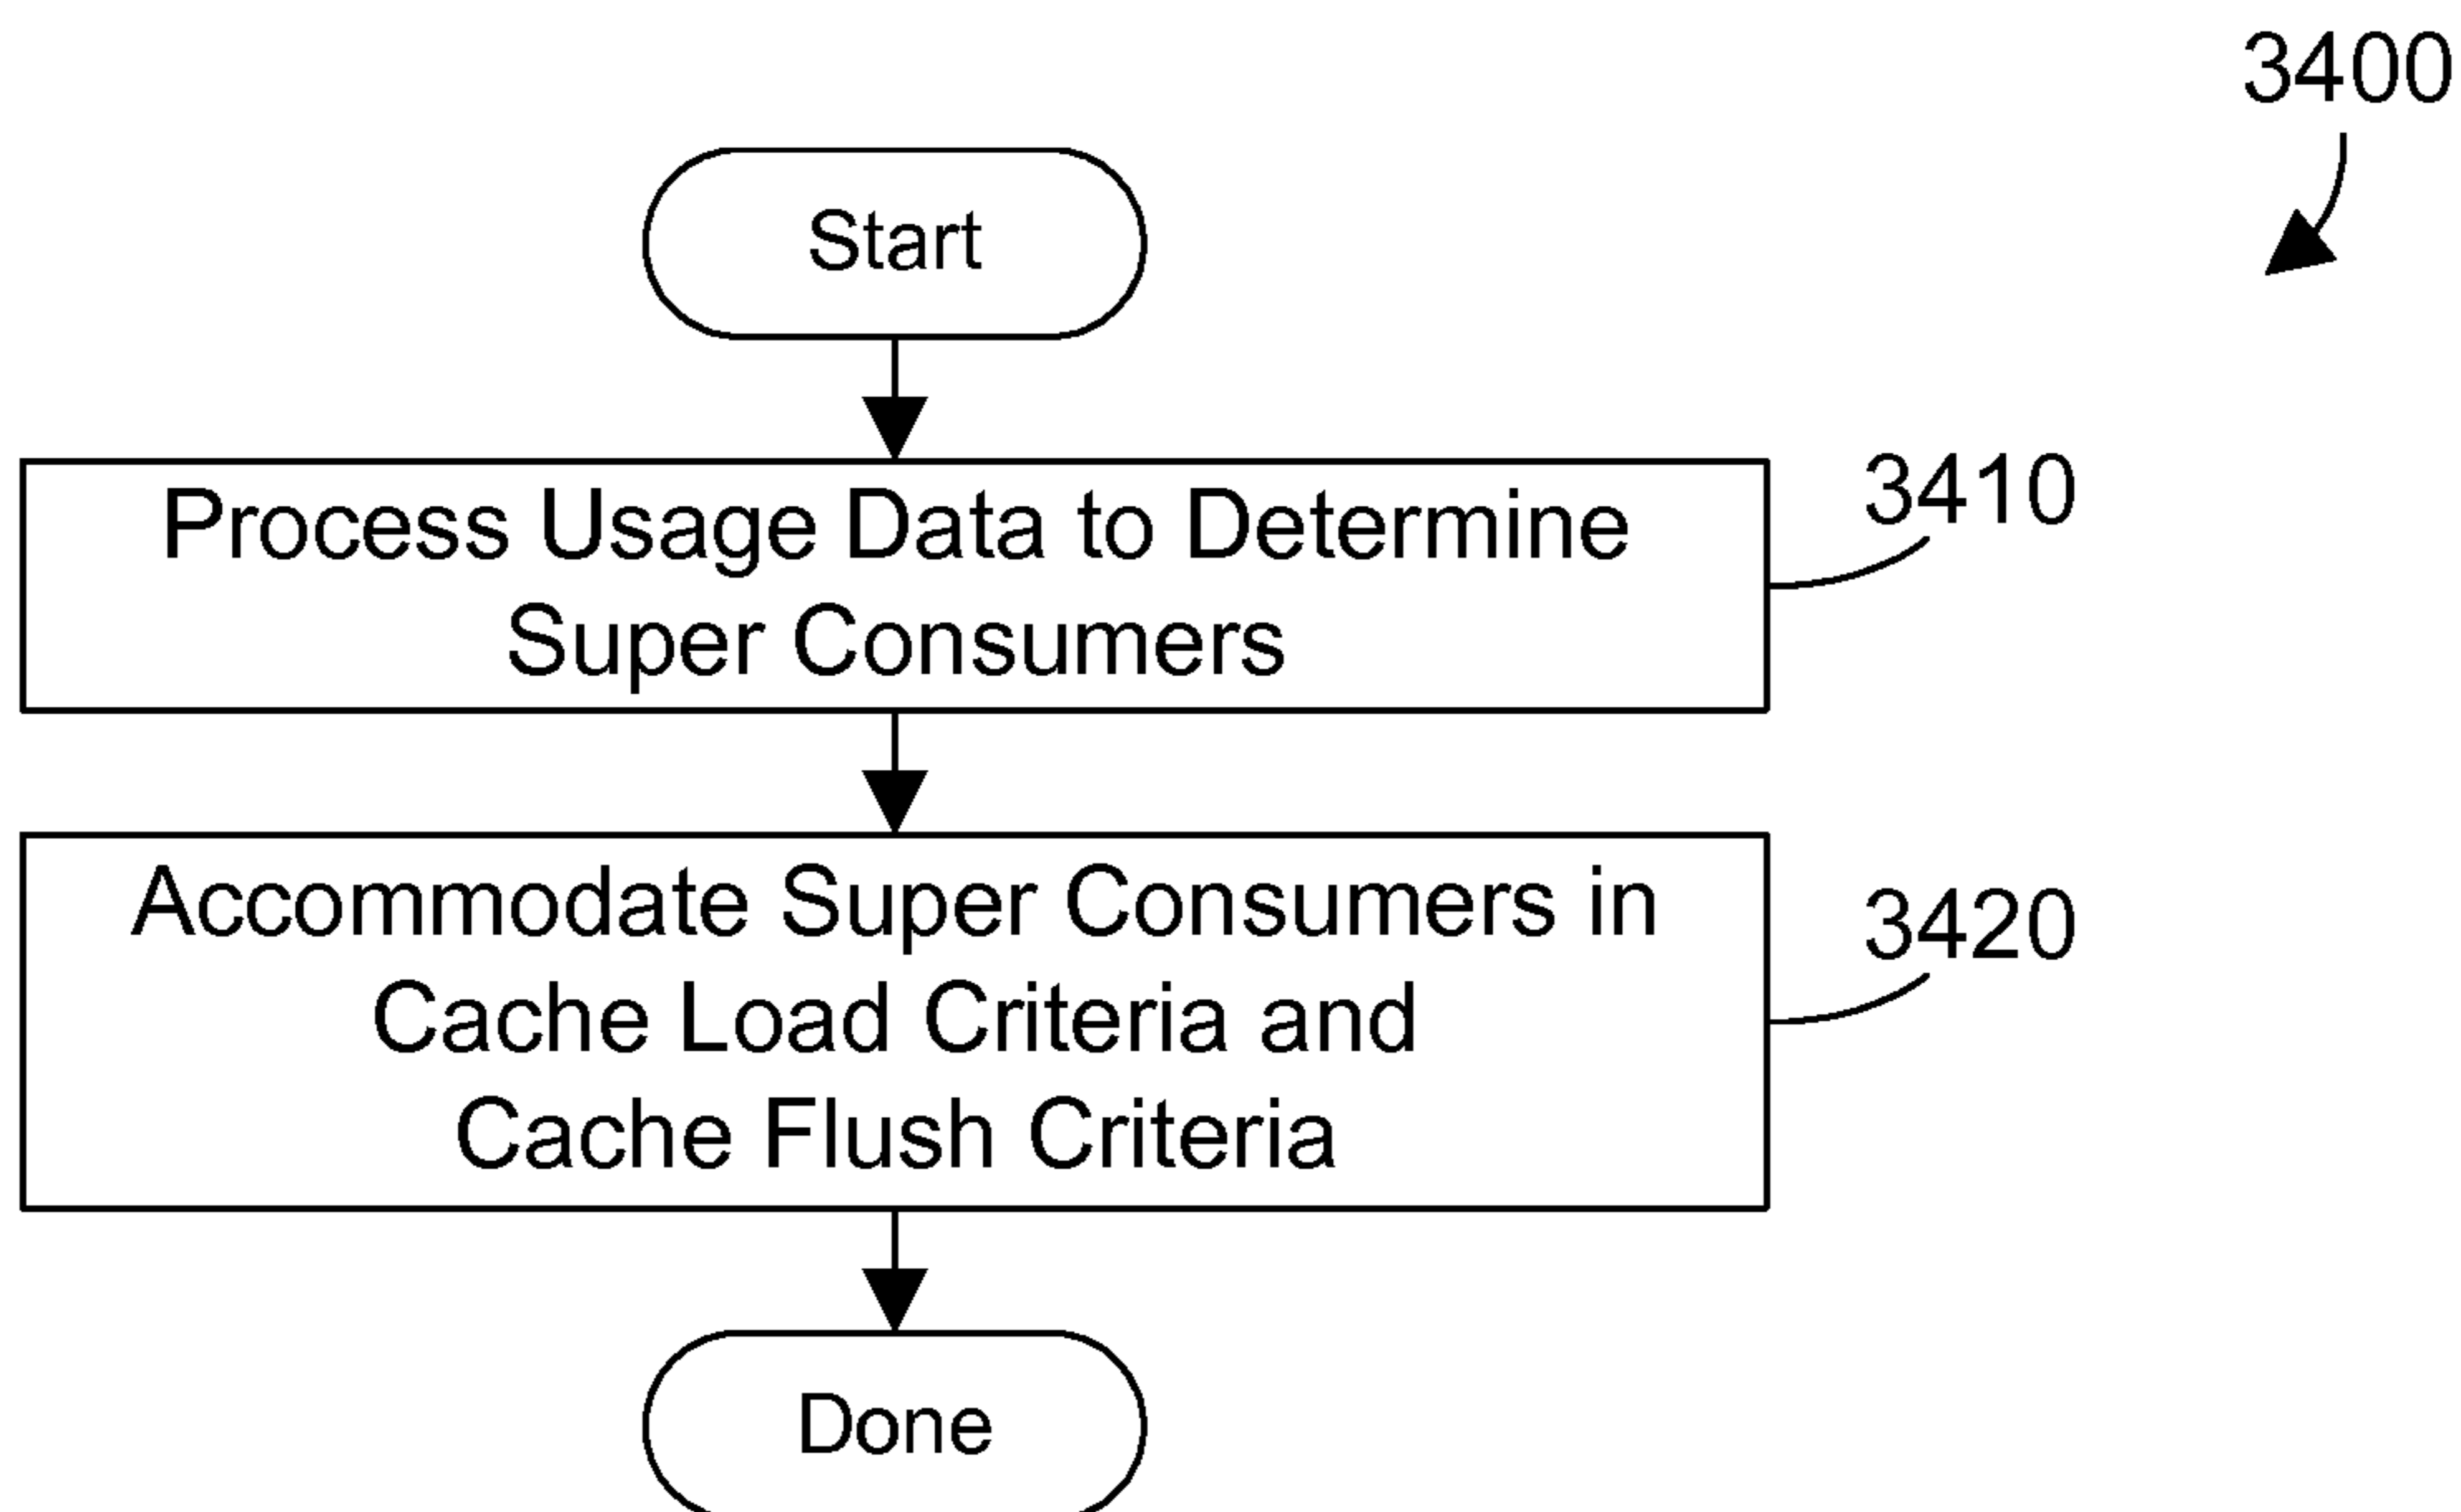 3400
Start
Process Usage Data to Determine
Super Consumers
3410
Accommodate Super Consumers in
Cache Load Criteria and
Cache Flush Criteria
3420
Done